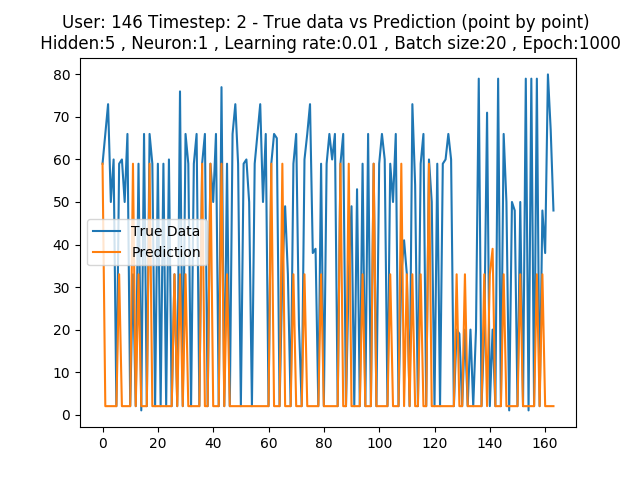 User: 146 Timestep: 2 - True data vs Prediction (point by point)
Hidden:5 , Neuron:1 , Learning rate:0.01 , Batch size:20 , Epoch:1000
80
70
60
50
40
30
20
10
0
True Data
Prediction
0 20 40 60 80 100 120 140 160